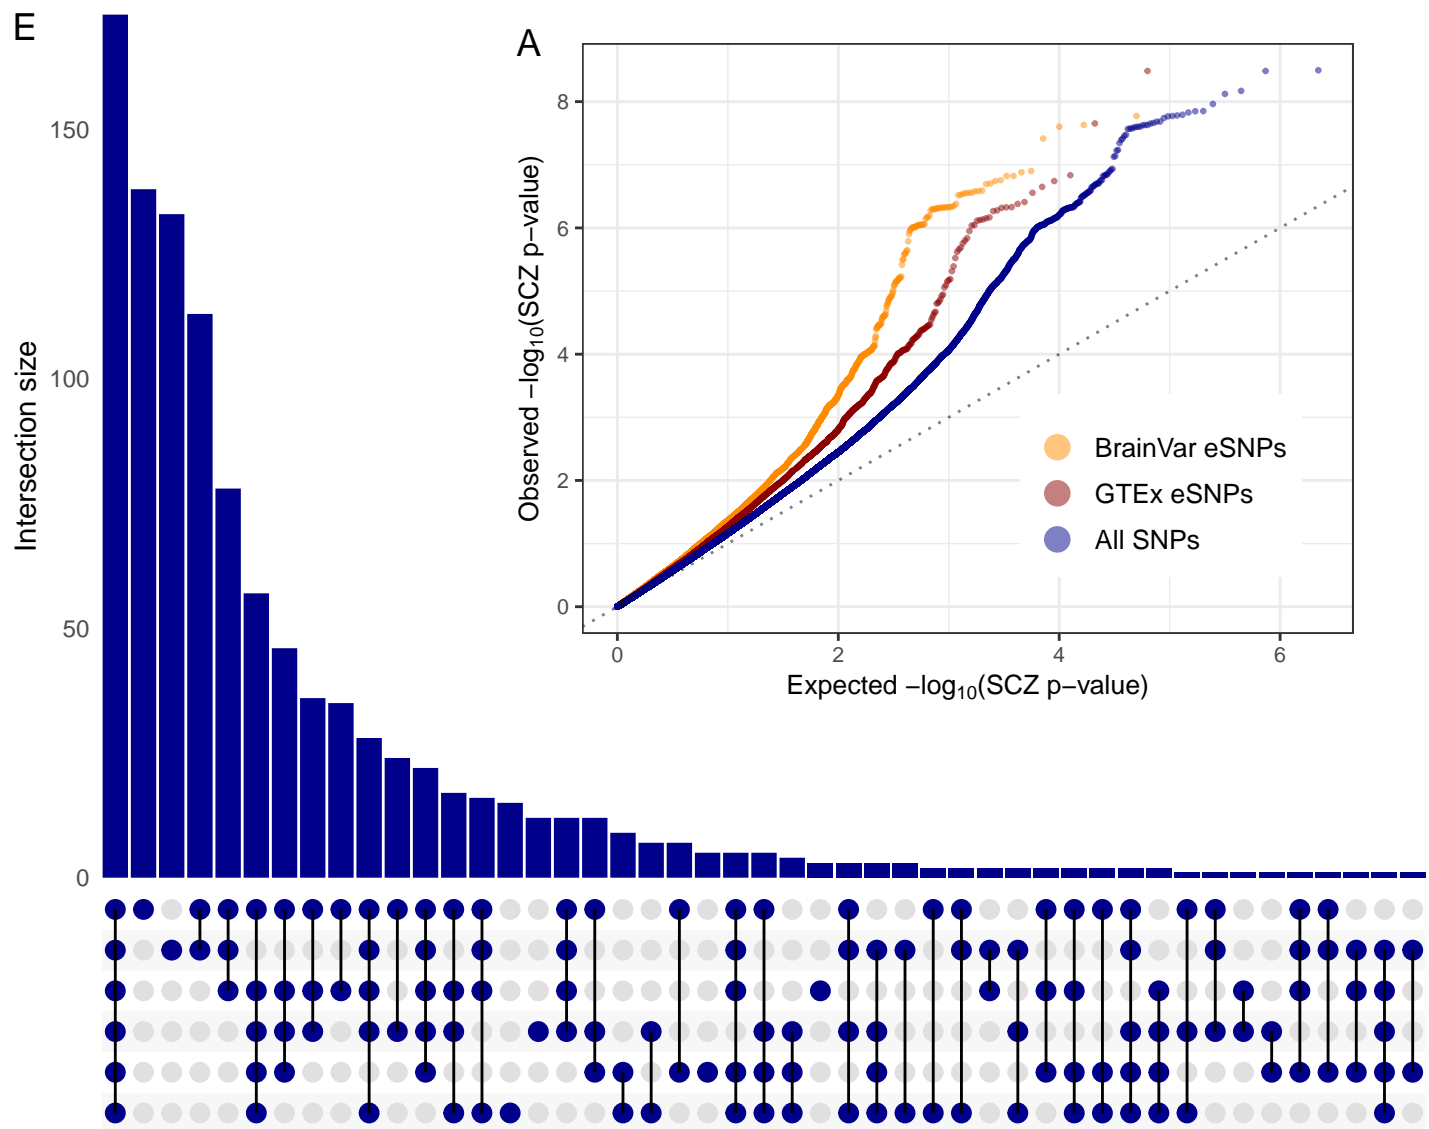 E
A
150
100
50
0
Intersection size
8
6
4
2
0
Observed −log10(SCZ p−value)
BrainVar eSNPs
GTEx eSNPs
All SNPs
0 2 4 6
Expected −log10(SCZ p−value)